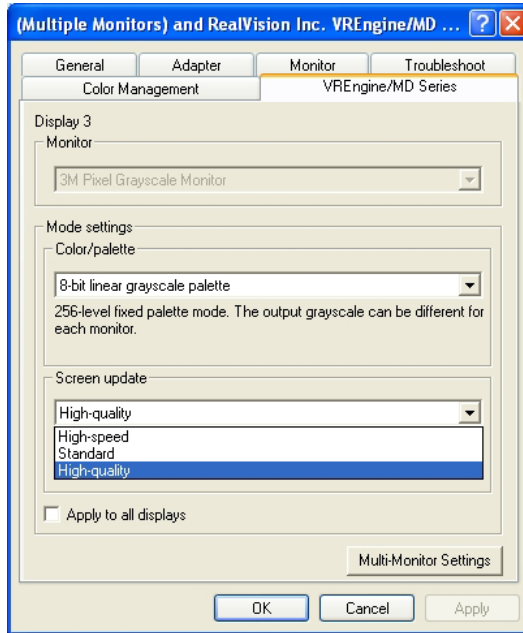 (Multiple Monitors) and RealVision Inc. VREngine/MD ...
General Adapter Monitor Troubleshoot
Color Management VREngine/MD Series
Display 3
Monitor
3M Pixel Grayscale Monitor
Mode settings
Color/palette
8-bit linear grayscale palette
256-level fixed palette mode. The output grayscale can be different for
each monitor.
Screen update
High-quality
High-speed
Standard
High-quality
Apply to all displays
Multi-Monitor Settings
OK Cancel Apply